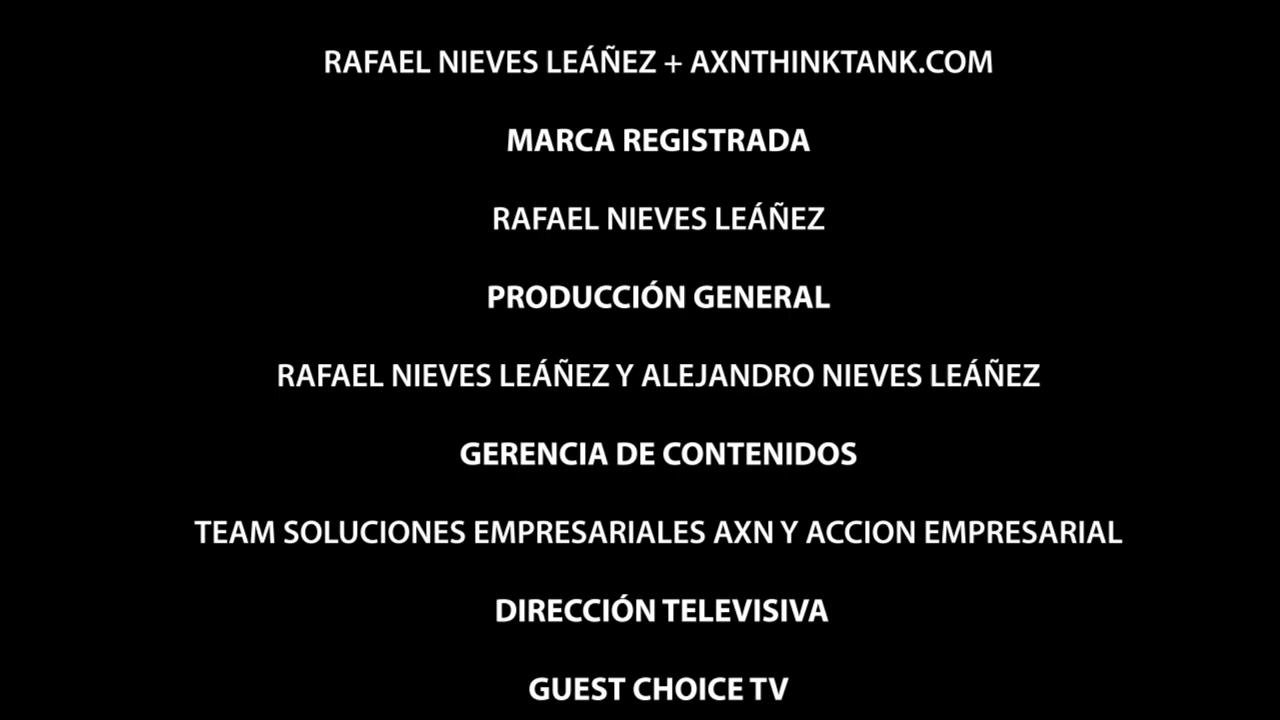 RAFAEL NIEVES LEÁÑEZ + AXNTHINKTANK.COM
MARCA REGISTRADA
RAFAEL NIEVES LEÁÑEZ
PRODUCCIÓN GENERAL
RAFAEL NIEVES LEÁÑEZ Y ALEJANDRO NIEVES LEÁÑEZ
GERENCIA DE CONTENIDOS
TEAM SOLUCIONES EMPRESARIALES AXN Y ACCION EMPRESARIAL
DIRECCIÓN TELEVISIVA
GUEST CHOICE TV